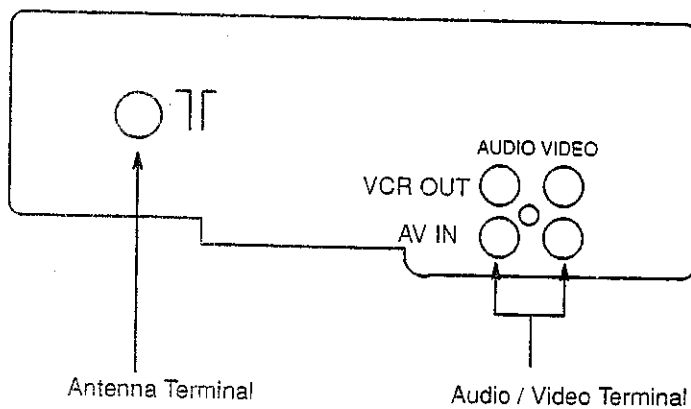 AUDIO VIDEO
VCR OUT
AV IN
Antenna Terminal
Audio / Video Terminal